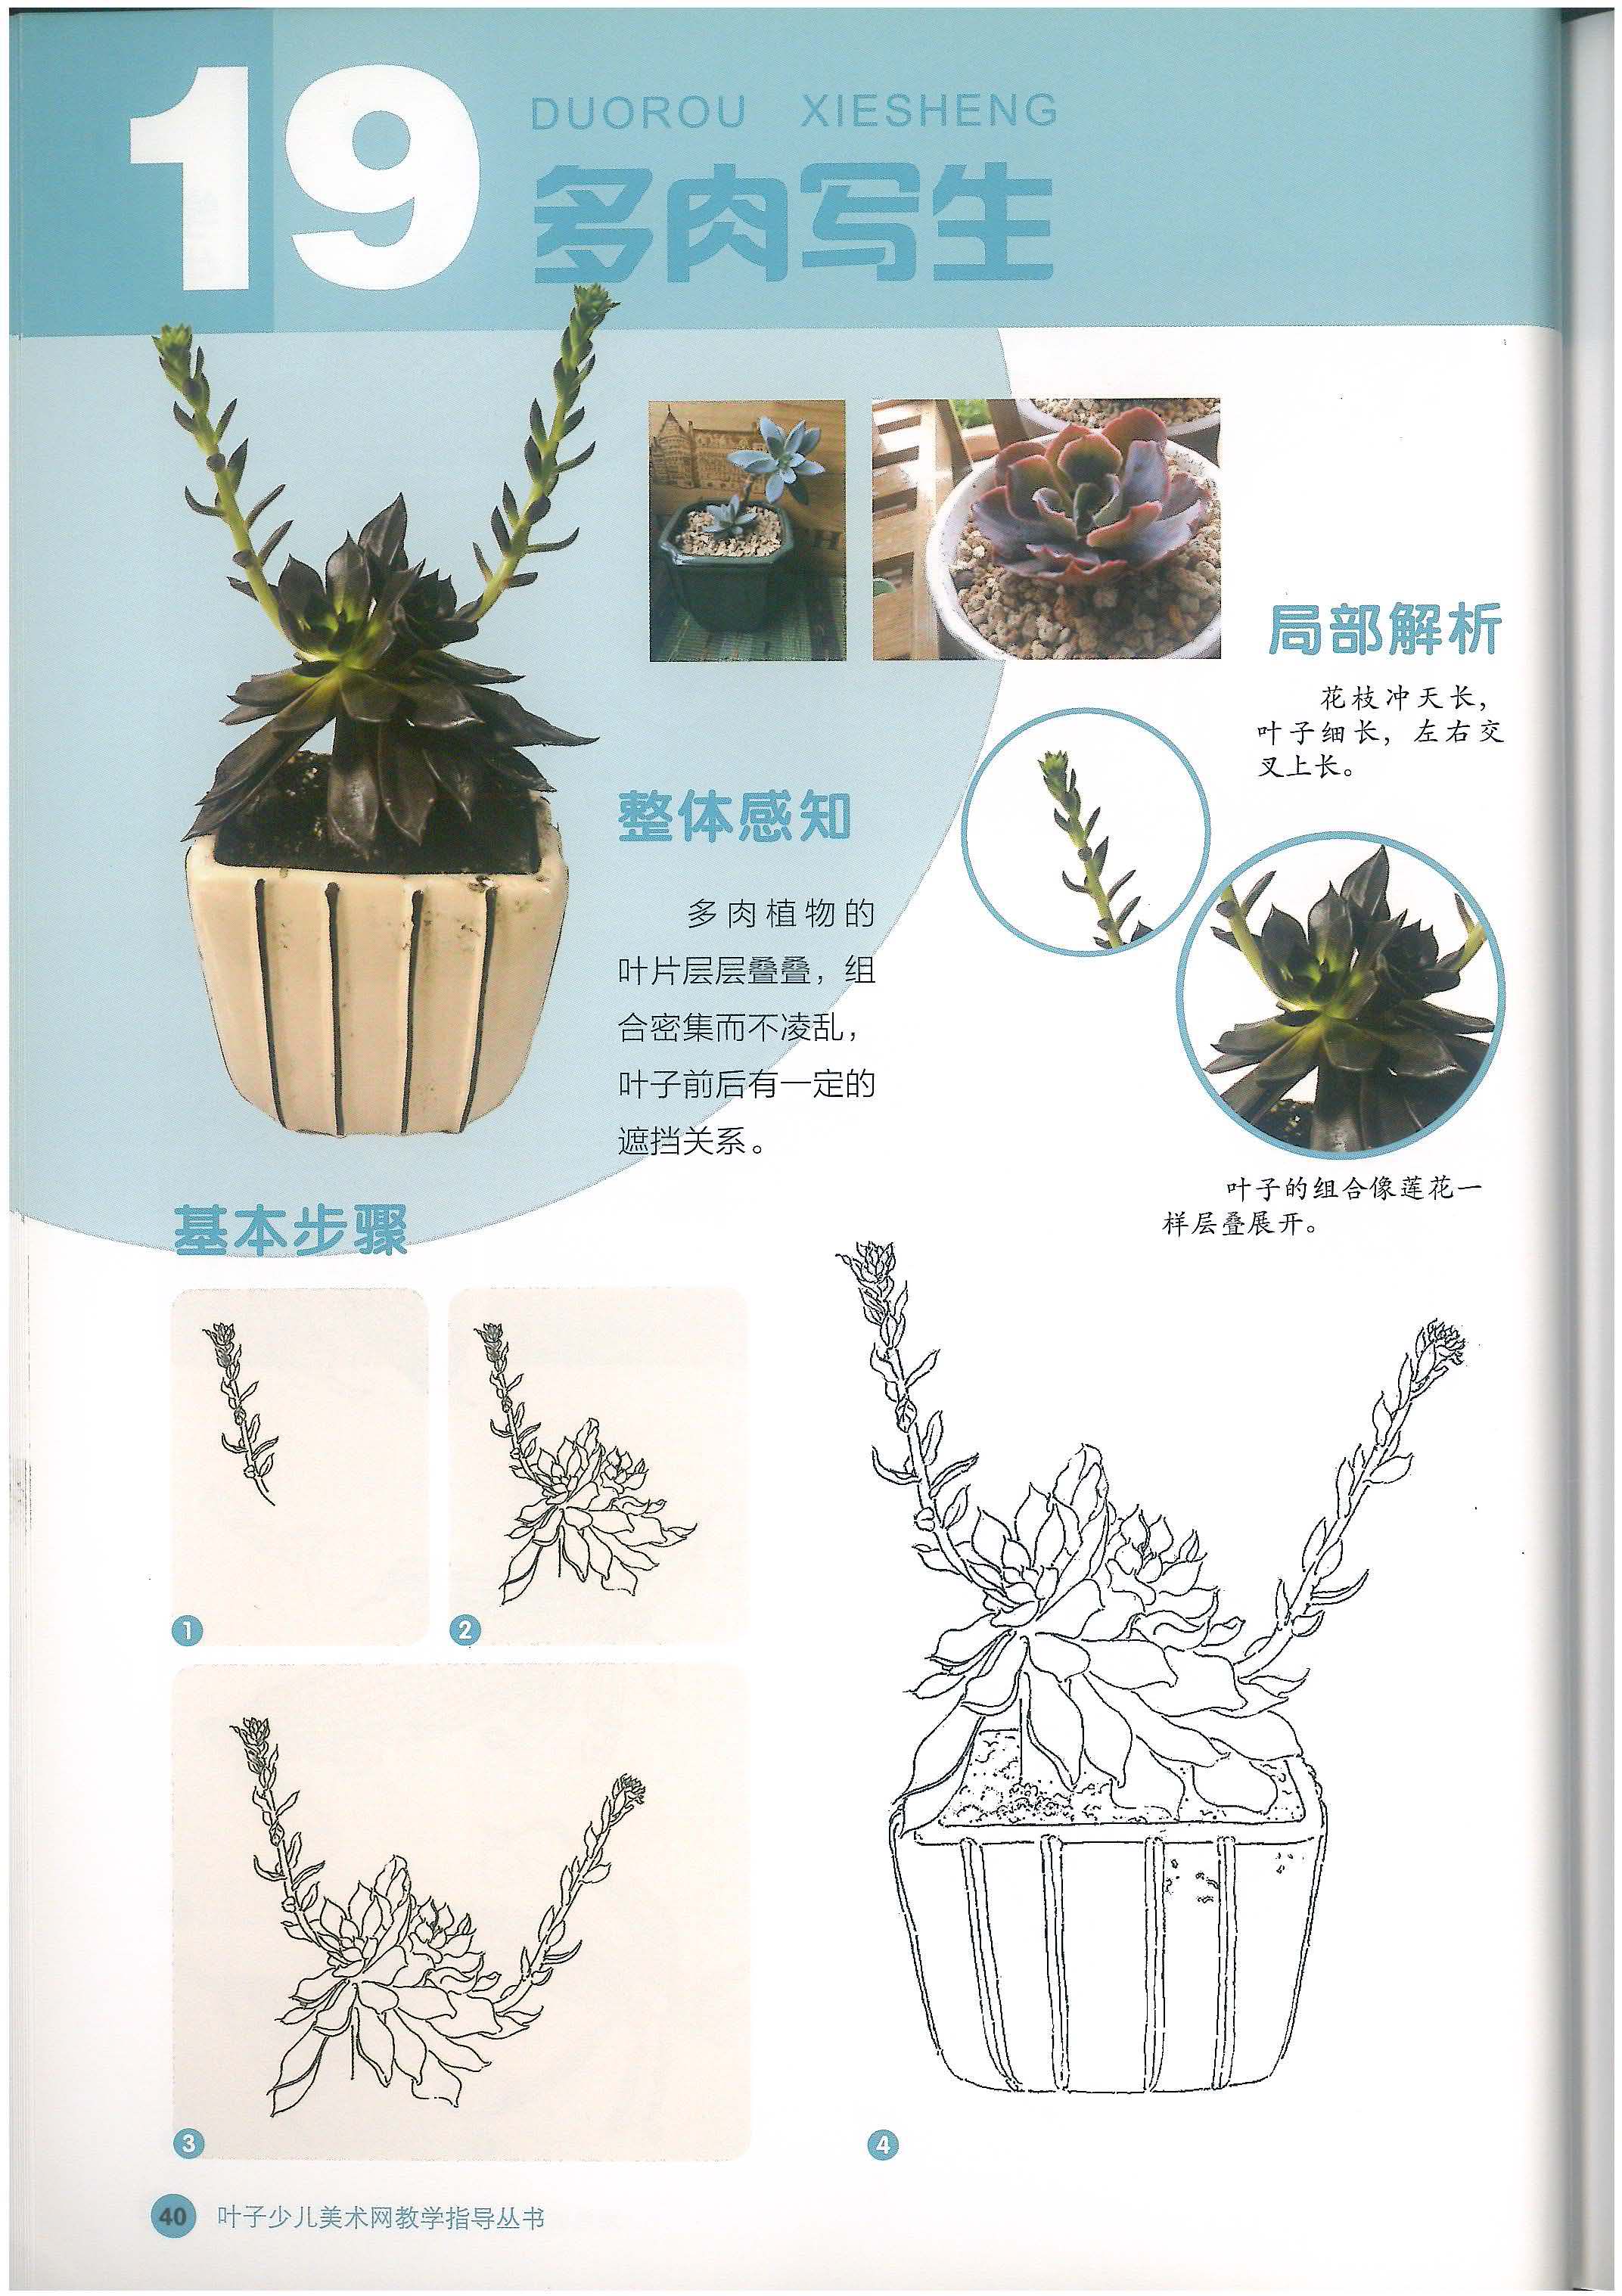 19
DUOROU XIESHENG
多肉写生
局部解析
花枝冲天长，
叶子细长，左右交
叉上长。
整体感知
多肉植物的
叶片层层叠叠，组
合密集而不凌乱，
叶子前后有一定的
遮挡关系。
叶子的组合像莲花一
样层叠展开。
基本步骤
1
2
3
4
40 叶子少儿美术网教学指导丛书